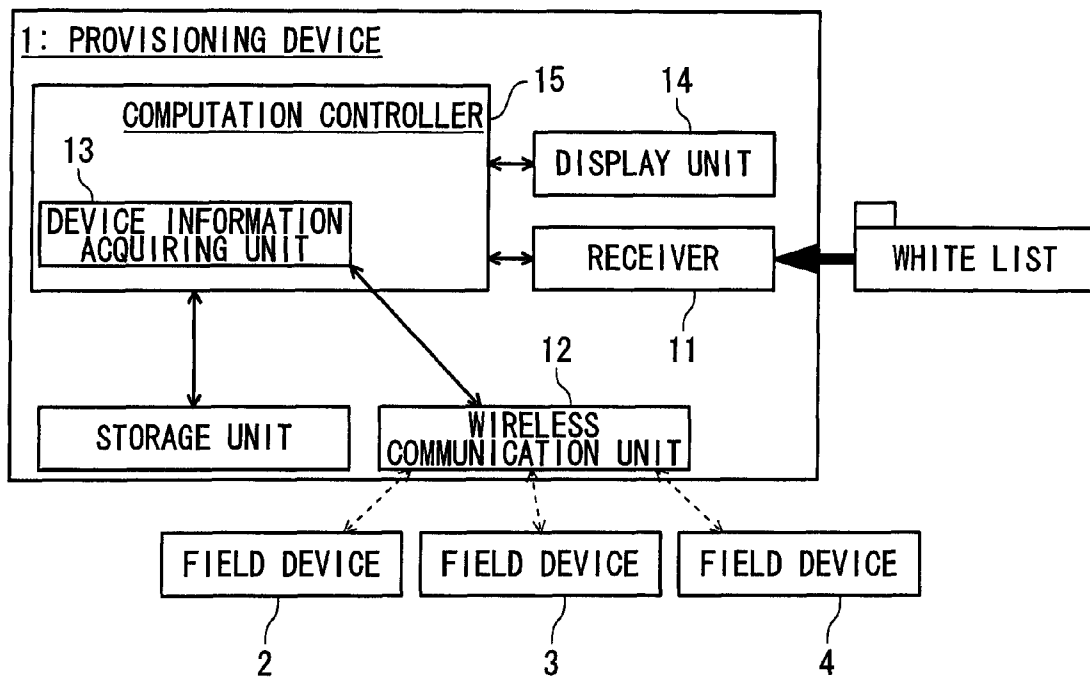 1: PROVISIONING DEVICE
15
14
COMPUTATION CONTROLLER
DISPLAY UNIT
13
DEVICE INFORMATION
ACQUIRING UNIT
RECEIVER
WHITE LIST
11
12
STORAGE UNIT
WIRELESS
COMMUNICATION UNIT
FIELD DEVICE
FIELD DEVICE
FIELD DEVICE
2
3
4